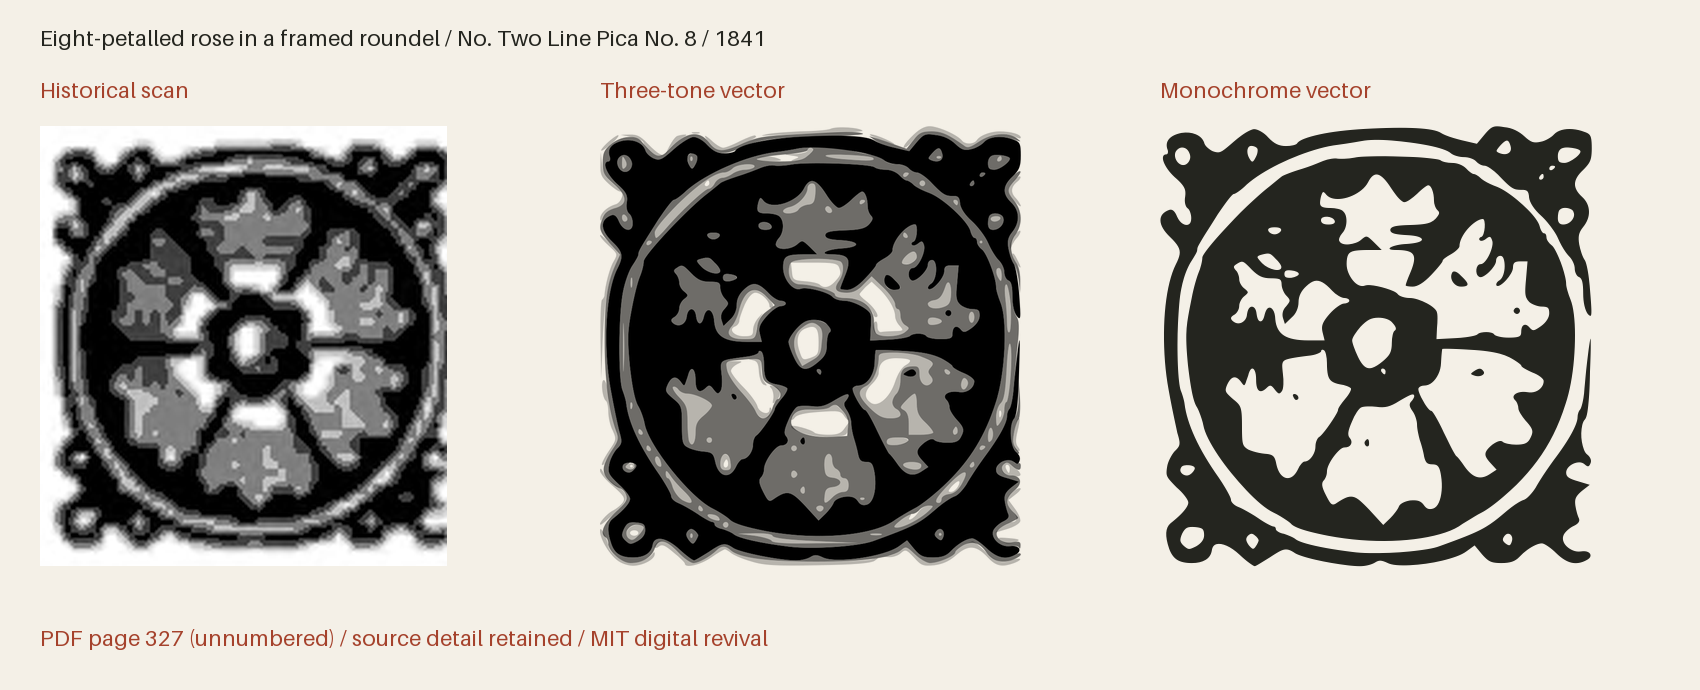 Eight-petalled rose in a framed roundel / No. Two Line Pica No. 8 / 1841
Historical scan
Three-tone vector
Monochrome vector
PDF page 327 (unnumbered) / source detail retained / MIT digital revival